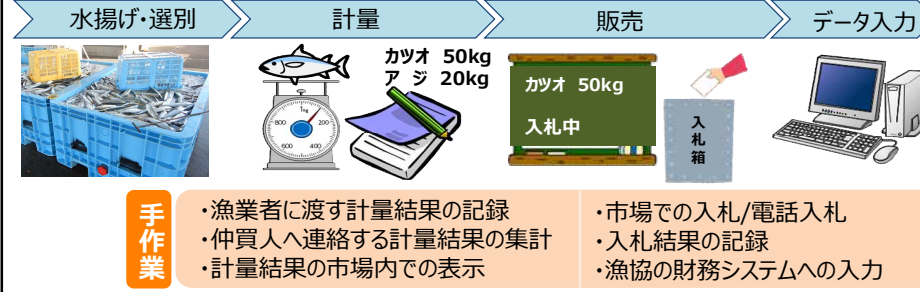 水揚げ・選別
計量
販売
データ入力
カツオ 50kg
アジ 20kg
1kg
200
400
600
800
カツオ 50kg
入札中
入札箱
手作業
・漁業者に渡す計量結果の記録
・仲買人へ連絡する計量結果の集計
・計量結果の市場内での表示
・市場での入札/電話入札
・入札結果の記録
・漁協の財務システムへの入力